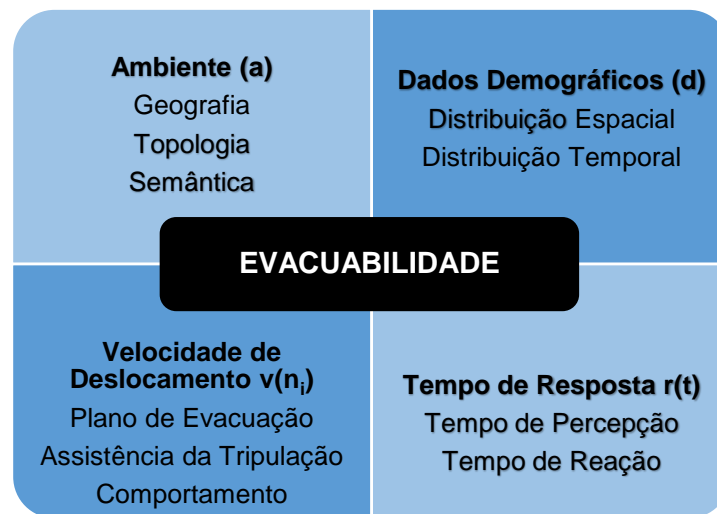 Ambiente (a)
Geografia
Topologia
Semântica
Dados Demográficos (d)
Distribuição Espacial
Distribuição Temporal
EVACUABILIDADE
Velocidade de
Deslocamento v(nᵢ)
Plano de Evacuação
Assistência da Tripulação
Comportamento
Tempo de Resposta r(t)
Tempo de Percepção
Tempo de Reação